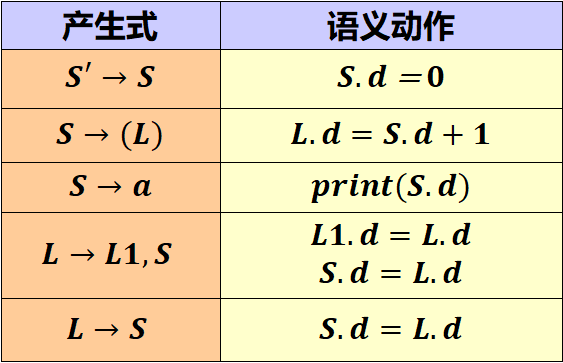 产生式 语义动作
S′ → S S.d = 0
S → (L) L.d = S.d + 1
S → a print(S.d)
L → L1, S L1.d = L.d
S.d = L.d
L → S S.d = L.d